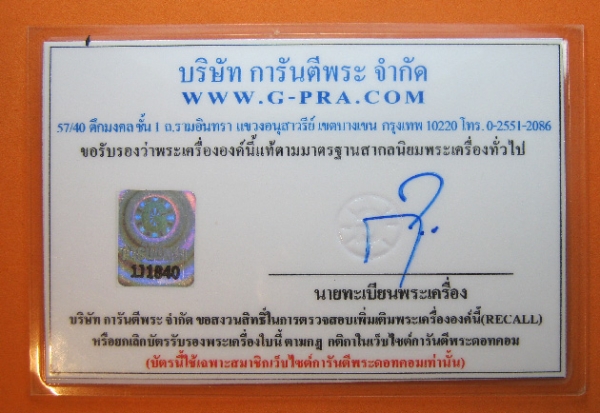 บริษัท การันตีพระ จำกัด
WWW.G-PRA.COM
57/40 ตึกมงคล ชั้น 1 ถ.รามอินทรา แขวงอนุสาวรีย์ เขตบางเขน กรุงเทพ 10220 โทร. 0-2551-2086
ขอรับรองว่าพระเครื่ององค์นี้แท้ตามมาตรฐานสากลนิยมพระเครื่องทั่วไป
1J1840
นายทะเบียนพระเครื่อง
บริษัท การันตีพระ จำกัด ขอสงวนสิทธิ์ในการตรวจสอบเพิ่มเติมพระเครื่ององค์นี้(RECALL)
หรือยกเลิกบัตรรับรองพระเครื่องใบนี้ ตามกฎ กติกาในเว็บไซต์การันตีพระดอทคอม
(บัตรนี้ใช้เฉพาะสมาชิกเว็บไซต์การันตีพระดอทคอมเท่านั้น)